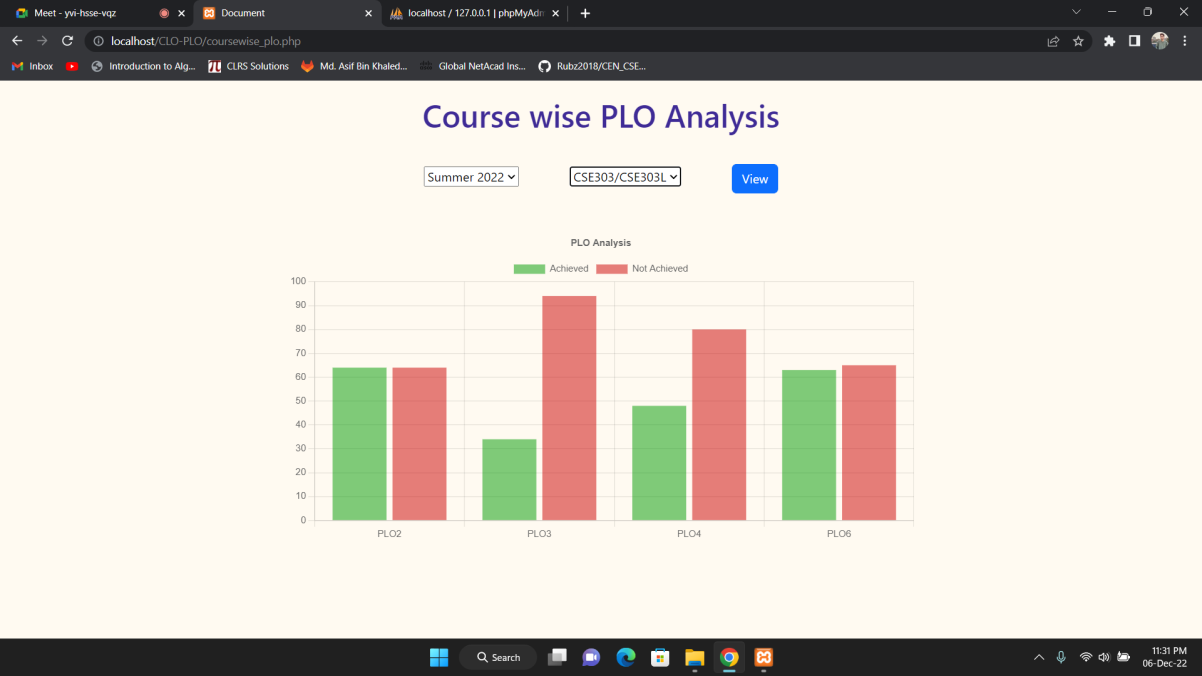 Meet - yvi-hsse-vqz
Document
localhost / 127.0.0.1 | phpMyAdm
localhost/CLO-PLO/coursewise_plo.php
Inbox
Introduction to Alg...
CLRS Solutions
Md. Asif Bin Khaled...
Global NetAcad Ins...
Rubz2018/CEN_CSE...
Course wise PLO Analysis
Summer 2022
CSE303/CSE303L
View
PLO Analysis
Achieved
Not Achieved
100
90
80
70
60
50
40
30
20
10
0
PLO2
PLO3
PLO4
PLO6
Search
11:31 PM
06-Dec-22